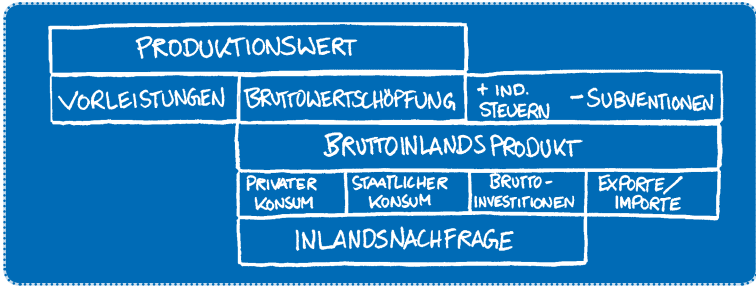 PRODUKTIONSWERT
VORLEISTUNGEN
BRUTTOWERTSCHÖPFUNG
+ IND.
STEUERN
- SUBVENTIONEN
BRUTTOINLANDSPRODUKT
PRIVATER
KONSUM
STAATLICHER
KONSUM
BRUTTO-
INVESTITIONEN
EXPORTE/
IMPORTE
INLANDSNACHFRAGE